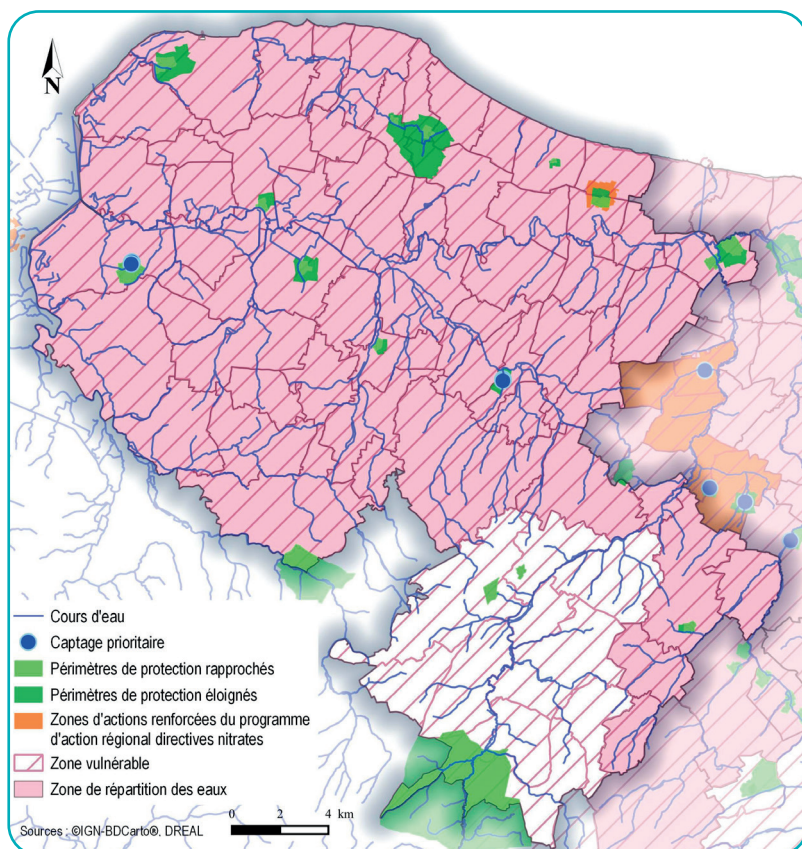 N
Cours d'eau
Captage prioritaire
Périmètres de protection rapprochés
Périmètres de protection éloignés
Zones d'actions renforcées du programme
d'action régional directives nitrates
Zone vulnérable
Zone de répartition des eaux
0 2 4 km
Sources : ©IGN-BDCarto®, DREAL